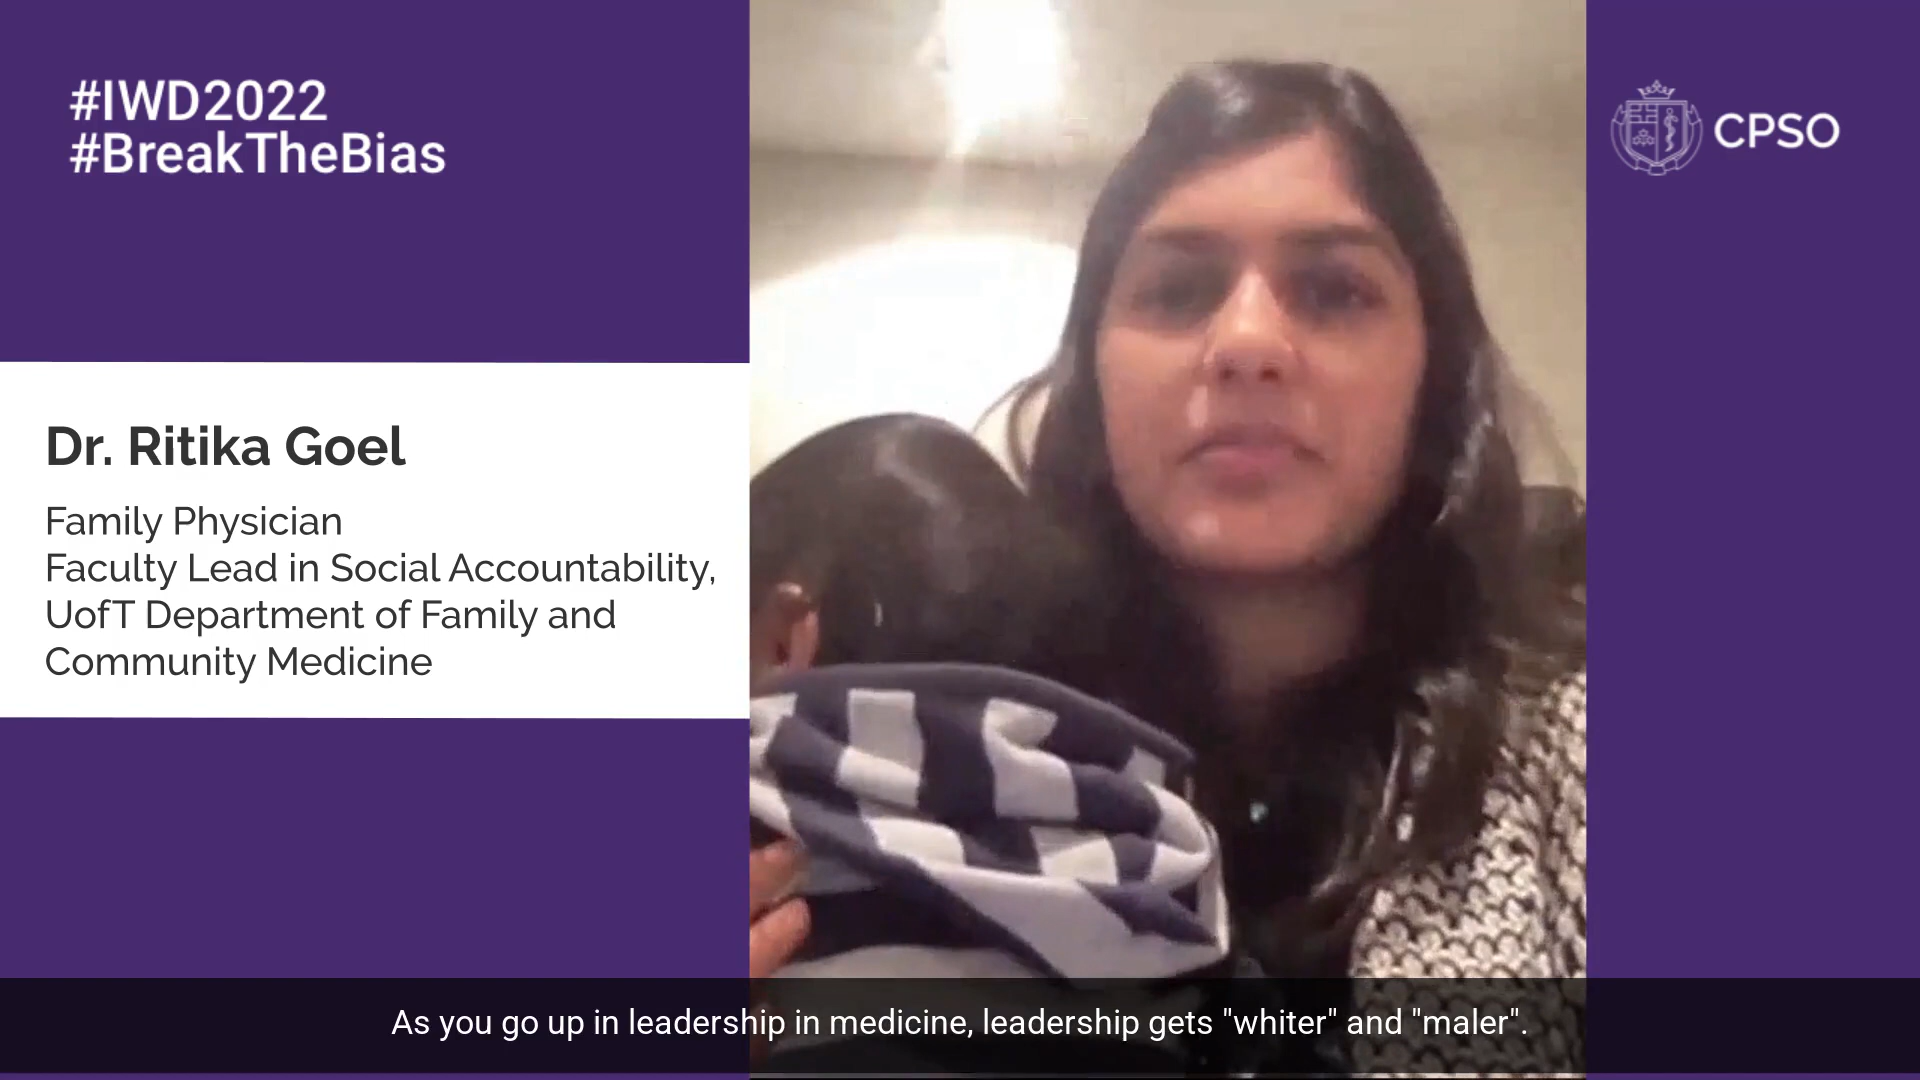 #IWD2022
#BreakTheBias
CPSO
Dr. Ritika Goel
Family Physician
Faculty Lead in Social Accountability,
UofT Department of Family and
Community Medicine
As you go up in leadership in medicine, leadership gets "whiter" and "maler".